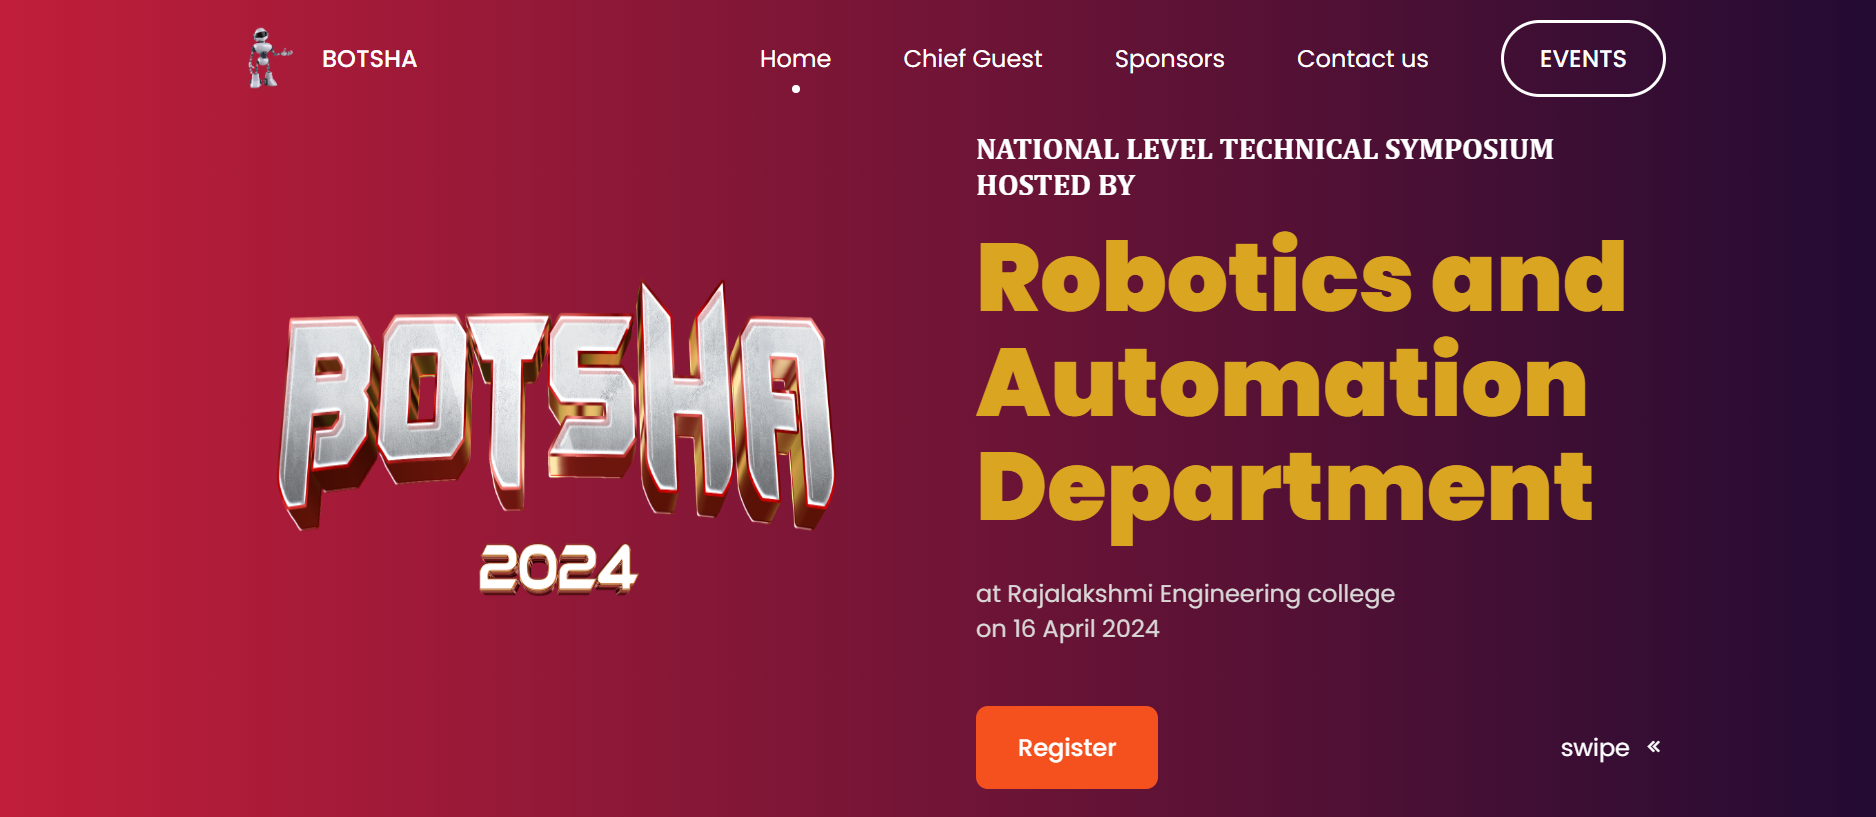 BOTSHA
Home
Chief Guest
Sponsors
Contact us
EVENTS
NATIONAL LEVEL TECHNICAL SYMPOSIUM
HOSTED BY
Robotics and
Automation
Department
at Rajalakshmi Engineering college
on 16 April 2024
Register
swipe «
BOTSHA
2024